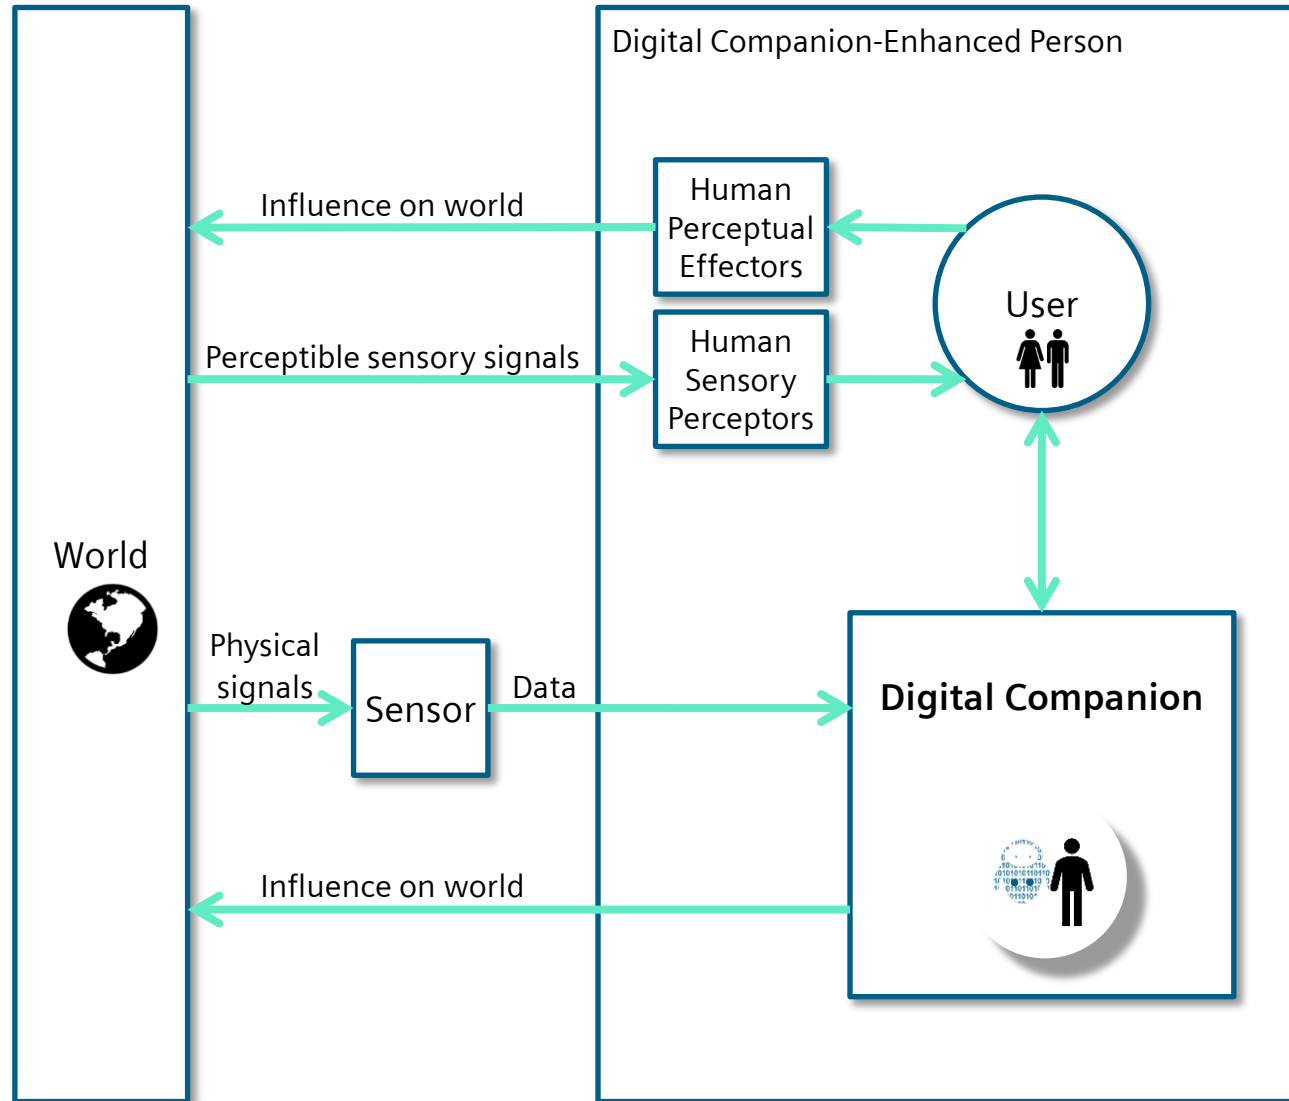 Digital Companion-Enhanced Person
Influence on world
Human
Perceptual
Effectors
User
Perceptible sensory signals
Human
Sensory
Perceptors
World
Physical
signals
Sensor
Data
Digital Companion
Influence on world